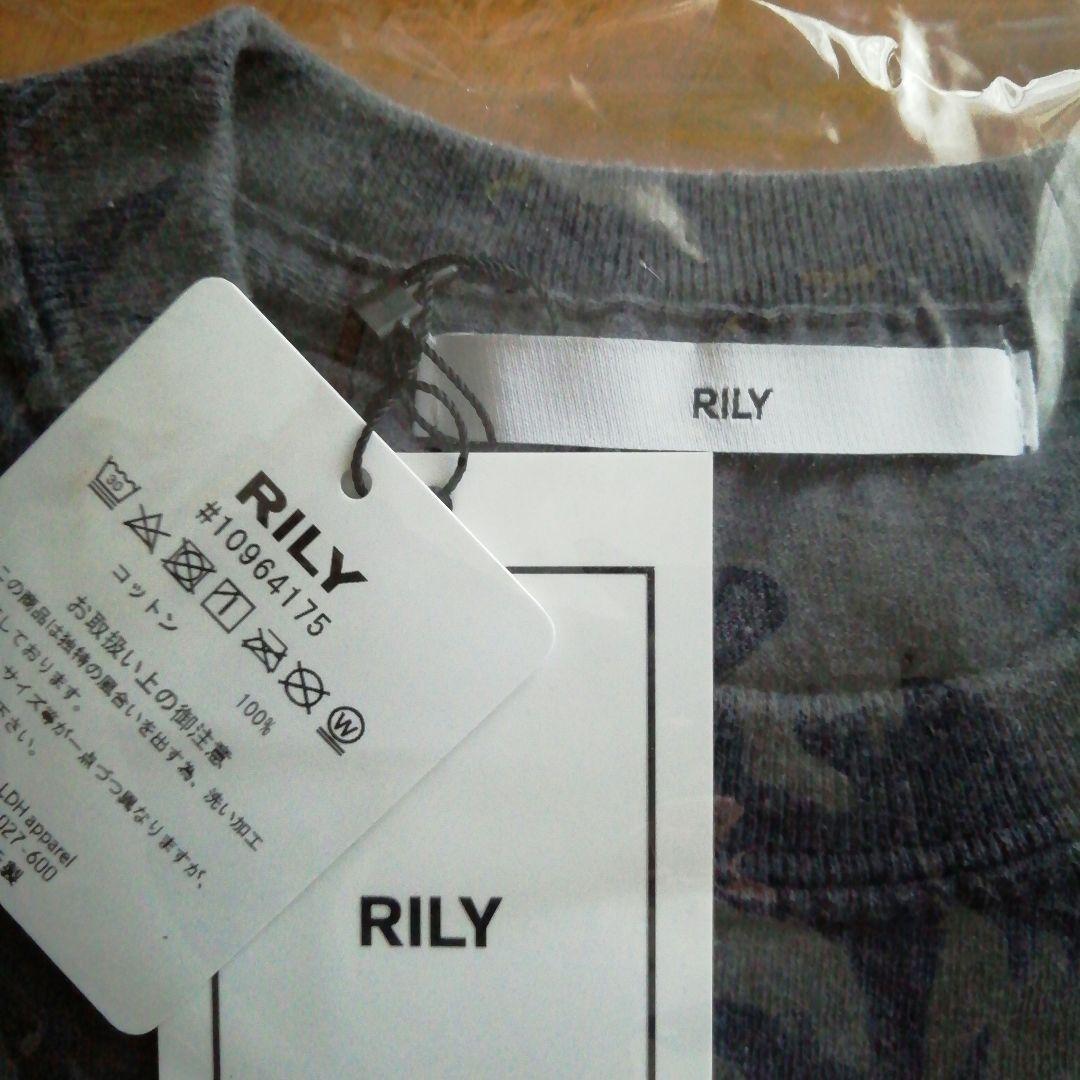 RILY
RILY
#10964175
30
コットン 100%
W
お取扱い上の御注意
この商品は独特の風合いを出す為、洗い加工
しております。
サイズ等が一点づつ異なりますが、
下さい。
LDH apparel
027-600
製
RILY